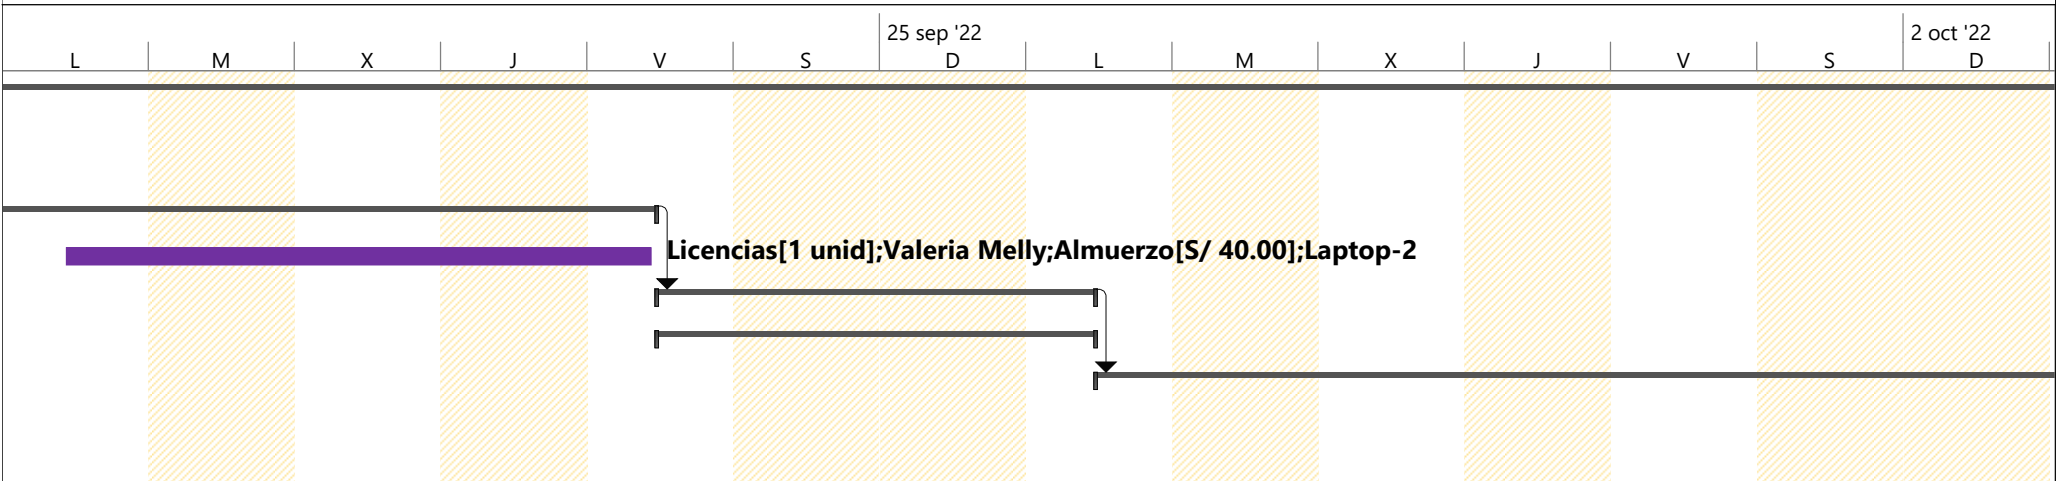 25 sep '22 2 oct '22
L M X J V S D L M X J V S D
Licencias[1 unid];Valeria Melly;Almuerzo[S/ 40.00];Laptop-2